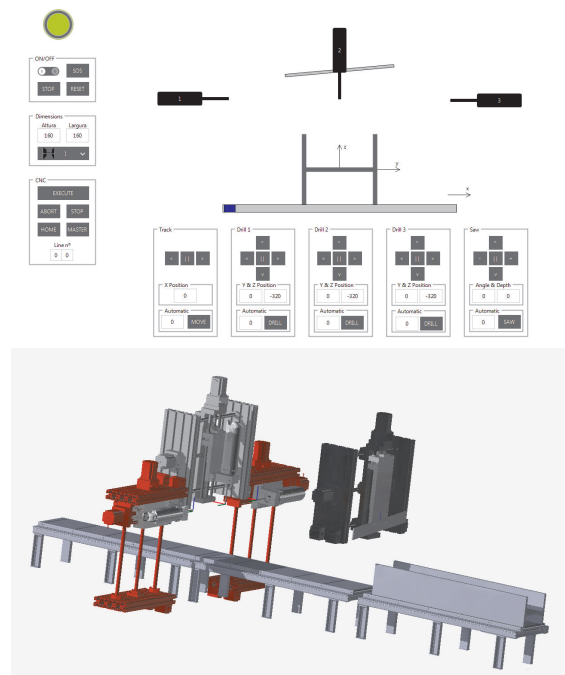 ON/OFF
SOS
STOP RESET
Dimensions
Altura Largura
160 160
I
CNC
EXECUTE
ABORT STOP
HOME MASTER
Line nº
0 0
1
2
3
z
y
x
Track
< || >
X Position
0
Automatic
0 MOVE
Drill 1
^
< || >
v
Y & Z Position
0 -320
Automatic
0 DRILL
Drill 2
^
< || >
v
Y & Z Position
0 -320
Automatic
0 DRILL
Drill 3
^
< || >
v
Y & Z Position
0 -320
Automatic
0 DRILL
Saw
Angle & Depth
0 0
Automatic
0 SAW